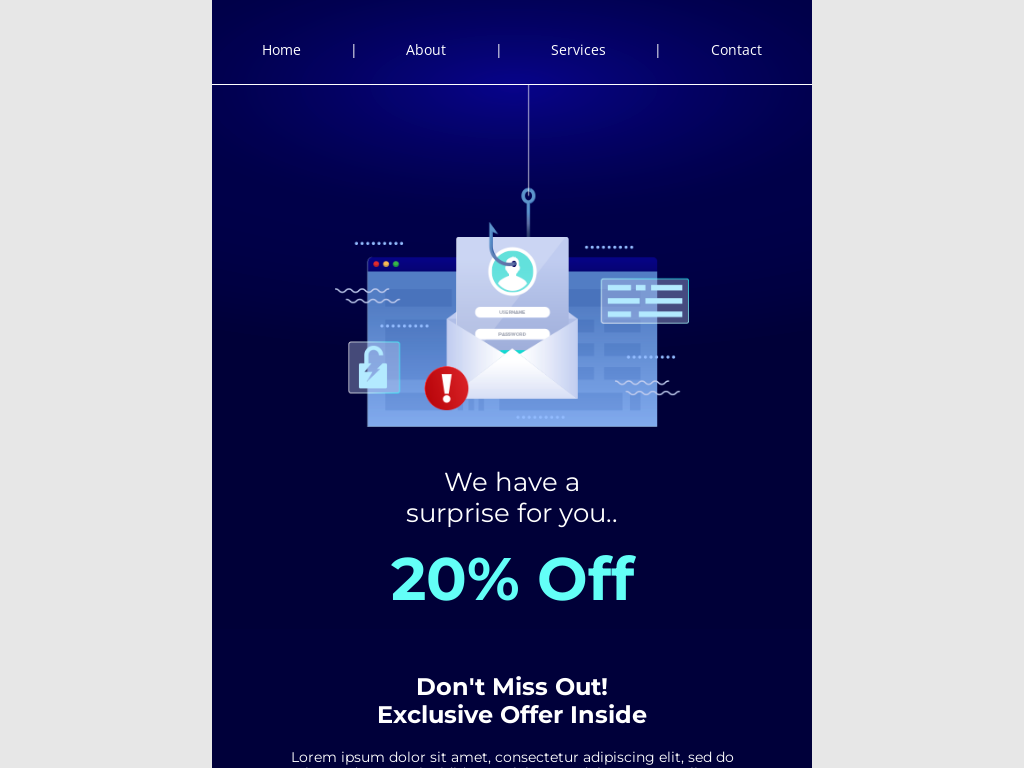 Home | About | Services | Contact
USERNAME
PASSWORD
We have a
surprise for you..
20% Off
Don't Miss Out!
Exclusive Offer Inside
Lorem ipsum dolor sit amet, consectetur adipiscing elit, sed do